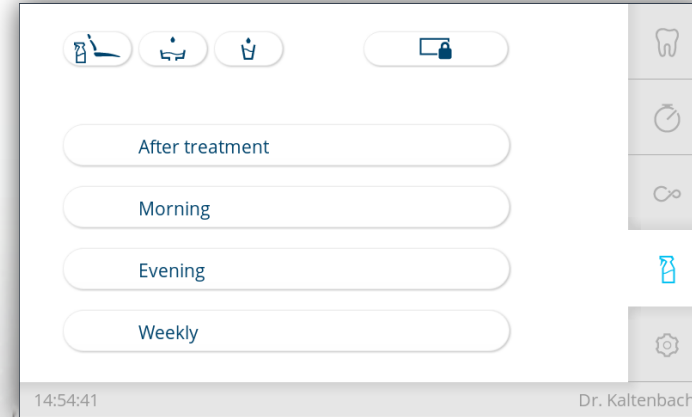 After treatment
Morning
Evening
Weekly
14:54:41
Dr. Kaltenbach